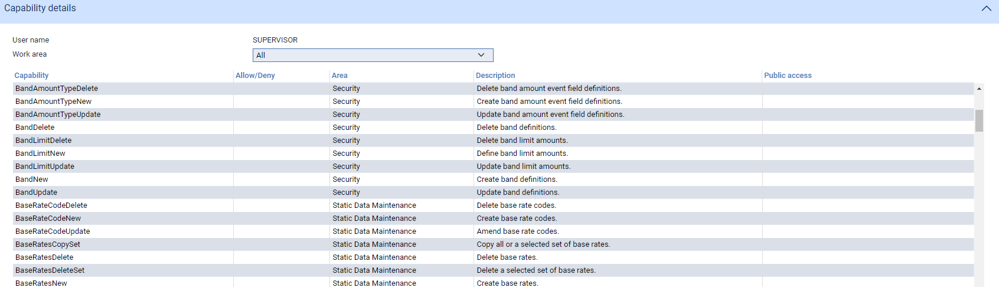 Capability details
User name SUPERVISOR
Work area All
Capability Allow/Deny Area Description Public access
BandAmountTypeDelete Security Delete band amount event field definitions.
BandAmountTypeNew Security Create band amount event field definitions.
BandAmountTypeUpdate Security Update band amount event field definitions.
BandDelete Security Delete band definitions.
BandLimitDelete Security Delete band limit amounts.
BandLimitNew Security Define band limit amounts.
BandLimitUpdate Security Update band limit amounts.
BandNew Security Create band definitions.
BandUpdate Security Update band definitions.
BaseRateCodeDelete Static Data Maintenance Delete base rate codes.
BaseRateCodeNew Static Data Maintenance Create base rate codes.
BaseRateCodeUpdate Static Data Maintenance Amend base rate codes.
BaseRatesCopySet Static Data Maintenance Copy all or a selected set of base rates.
BaseRatesDelete Static Data Maintenance Delete base rates.
BaseRatesDeleteSet Static Data Maintenance Delete a selected set of base rates.
BaseRatesNew Static Data Maintenance Create base rates.